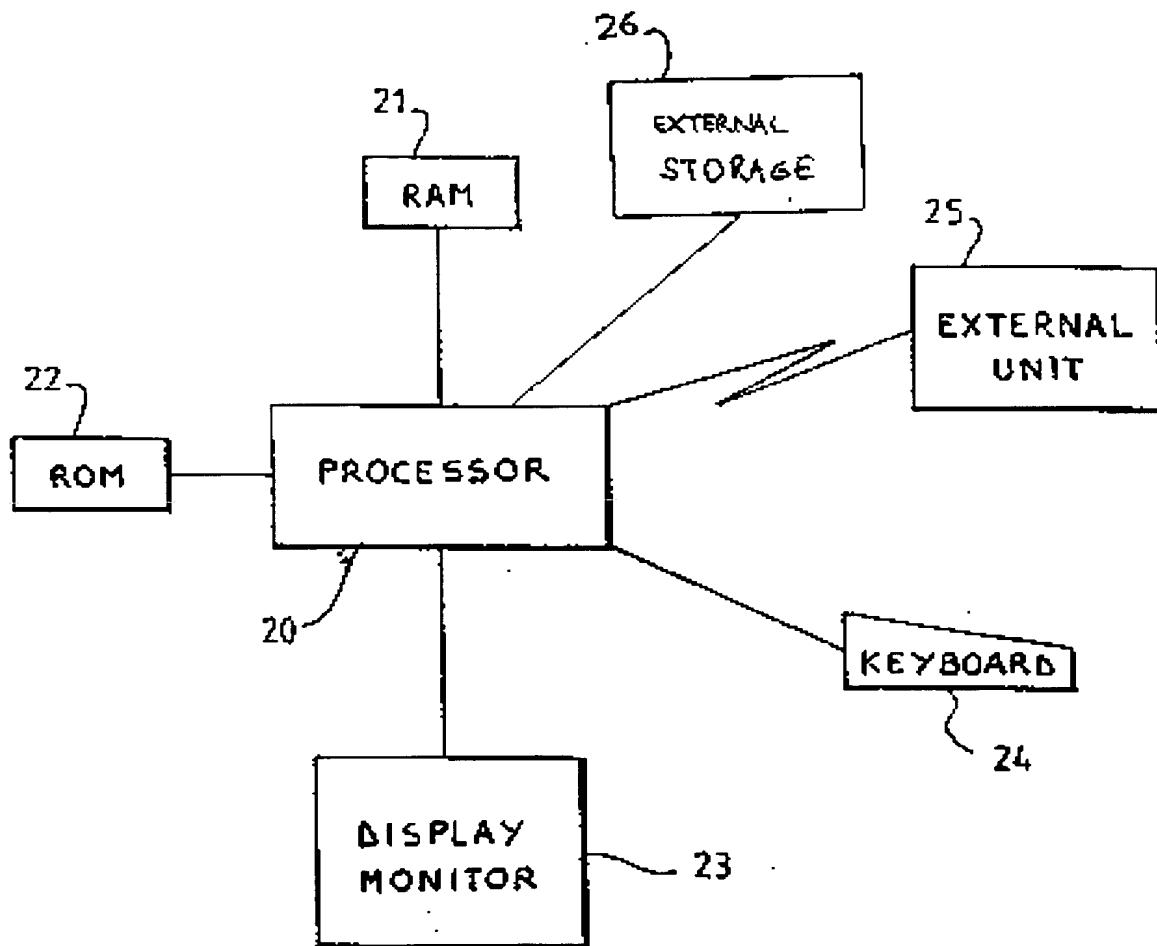 26
EXTERNAL
STORAGE
21
RAM
25
EXTERNAL
UNIT
22
ROM
PROCESSOR
20
KEYBOARD
24
DISPLAY
MONITOR
23